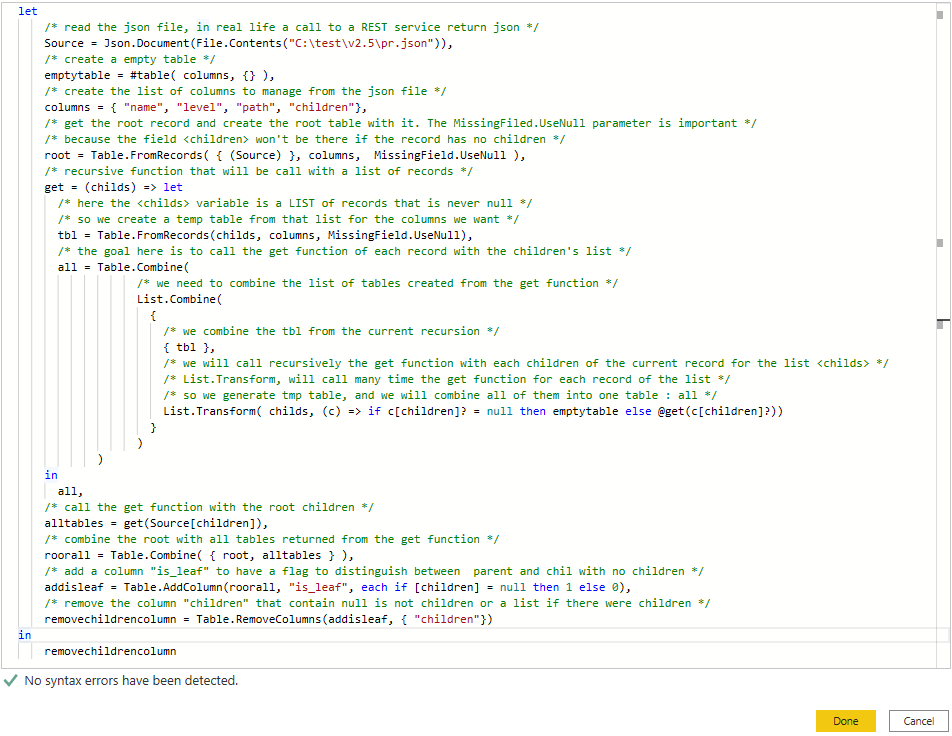 let
/* read the json file, in real life a call to a REST service return json */
Source = Json.Document(File.Contents("C:\test\v2.5\pr.json")),
/* create a empty table */
emptytable = #table( columns, {} ),
/* create the list of columns to manage from the json file */
columns = { "name", "level", "path", "children"},
/* get the root record and create the root table with it. The MissingFiled.UseNull parameter is important */
/* because the field <children> won't be there if the record has no children */
root = Table.FromRecords( { (Source) }, columns,  MissingField.UseNull ),
/* recursive function that will be call with a list of records */
get = (childs) => let
/* here the <childs> variable is a LIST of records that is never null */
/* so we create a temp table from that list for the columns we want */
tbl = Table.FromRecords(childs, columns, MissingField.UseNull),
/* the goal here is to call the get function of each record with the children's list */
all = Table.Combine(
/* we need to combine the list of tables created from the get function */
List.Combine(
{
/* we combine the tbl from the current recursion */
{ tbl },
/* we will call recursively the get function with each children of the current record for the list <childs> */
/* List.Transform, will call many time the get function for each record of the list */
/* so we generate tmp table, and we will combine all of them into one table : all */
List.Transform( childs, (c) => if c[children]? = null then emptytable else @get(c[children]?))
}
)
)
in
all,
/* call the get function with the root children */
alltables = get(Source[children]),
/* combine the root with all tables returned from the get function */
roorall = Table.Combine( { root, alltables } ),
/* add a column "is_leaf" to have a flag to distinguish between  parent and chil with no children */
addisleaf = Table.AddColumn(roorall, "is_leaf", each if [children] = null then 1 else 0),
/* remove the column "children" that contain null is not children or a list if there were children */
removechildrencolumn = Table.RemoveColumns(addisleaf, { "children"})
in
removechildrencolumn
No syntax errors have been detected.
Done
Cancel